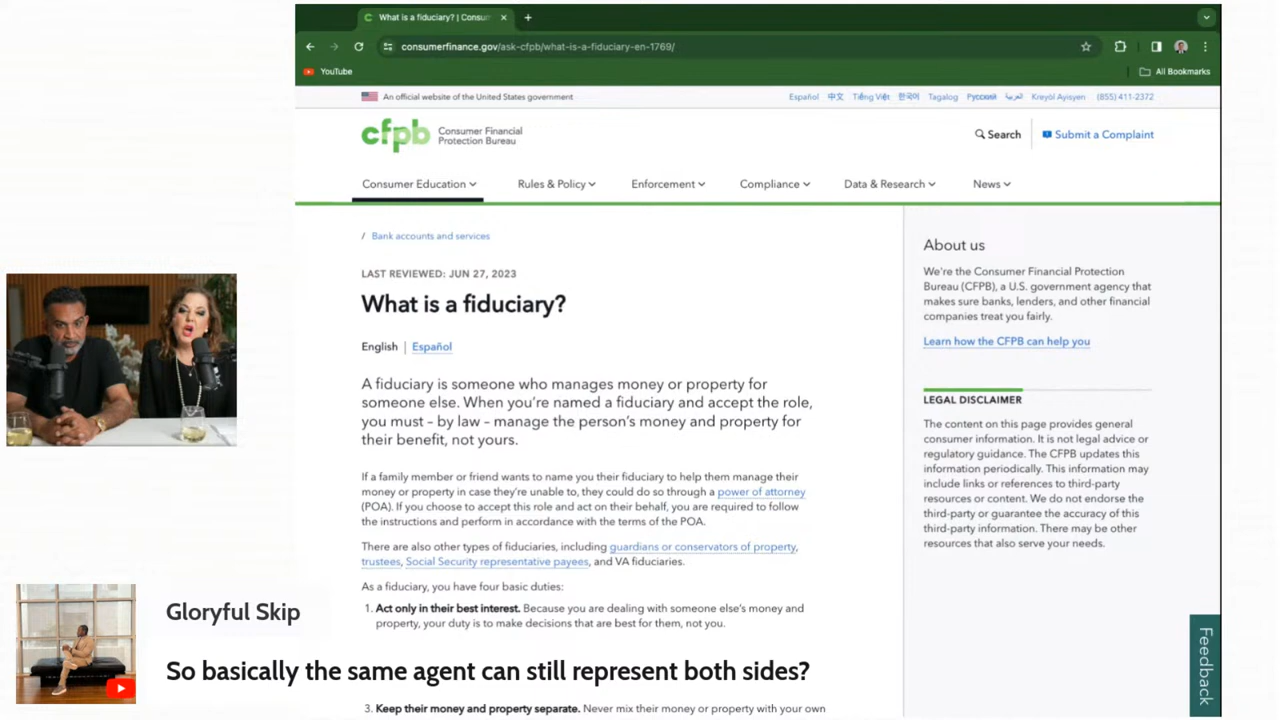 What is a fiduciary? | Consu
consumerfinance.gov/ask-cfpb/what-is-a-fiduciary-en-1769/
YouTube
All Bookmarks
An official website of the United States government
Español 中文 Tiếng Việt 한국어 Tagalog Русский العربية Kreyòl Ayisyen (855) 411-2372
cfpb Consumer Financial
Protection Bureau
Search
Submit a Complaint
Consumer Education
Rules & Policy
Enforcement
Compliance
Data & Research
News
/ Bank accounts and services
LAST REVIEWED: JUN 27, 2023
What is a fiduciary?
English | Español
A fiduciary is someone who manages money or property for
someone else. When you're named a fiduciary and accept the role,
you must – by law – manage the person's money and property for
their benefit, not yours.
If a family member or friend wants to name you their fiduciary to help them manage their
money or property in case they're unable to, they could do so through a power of attorney
(POA). If you choose to accept this role and act on their behalf, you are required to follow
the instructions and perform in accordance with the terms of the POA.
There are also other types of fiduciaries, including guardians or conservators of property,
trustees, Social Security representative payees, and VA fiduciaries.
As a fiduciary, you have four basic duties:
1. Act only in their best interest. Because you are dealing with someone else's money and
property, your duty is to make decisions that are best for them, not you.
3. Keep their money and property separate. Never mix their money or property with your own
About us
We're the Consumer Financial Protection
Bureau (CFPB), a U.S. government agency that
makes sure banks, lenders, and other financial
companies treat you fairly.
Learn how the CFPB can help you
LEGAL DISCLAIMER
The content on this page provides general
consumer information. It is not legal advice or
regulatory guidance. The CFPB updates this
information periodically. This information may
include links or references to third-party
resources or content. We do not endorse the
third-party or guarantee the accuracy of this
third-party information. There may be other
resources that also serve your needs.
Feedback
Gloryful Skip
So basically the same agent can still represent both sides?